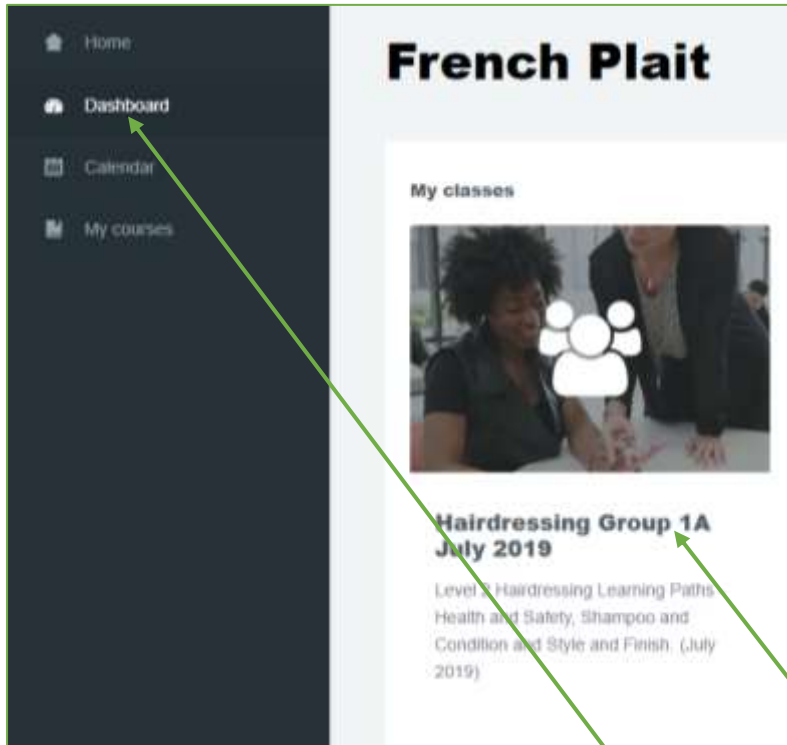 Home
Dashboard
Calendar
My courses
French Plait
My classes
Hairdressing Group 1A
July 2019
Level 2 Hairdressing Learning Paths
Health and Safety, Shampoo and
Condition and Style and Finish. (July
2019)